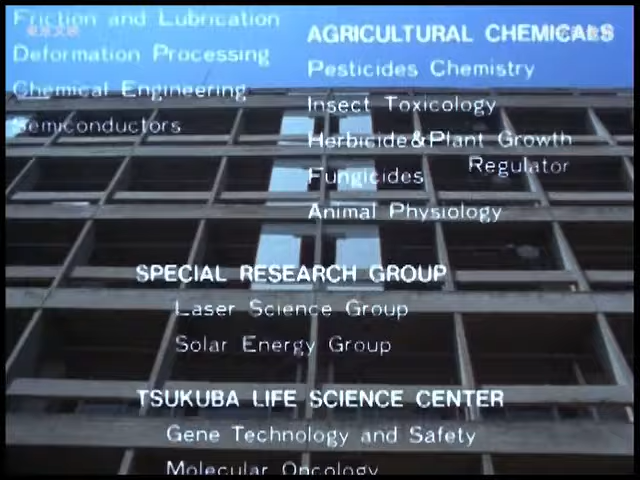 Friction and Lubrication
Deformation Processing
Chemical Engineering
Semiconductors
AGRICULTURAL CHEMICALS
Pesticides Chemistry
Insect Toxicology
Herbicide&Plant Growth
Regulator
Fungicides
Animal Physiology
SPECIAL RESEARCH GROUP
Laser Science Group
Solar Energy Group
TSUKUBA LIFE SCIENCE CENTER
Gene Technology and Safety
Molecular Oncology